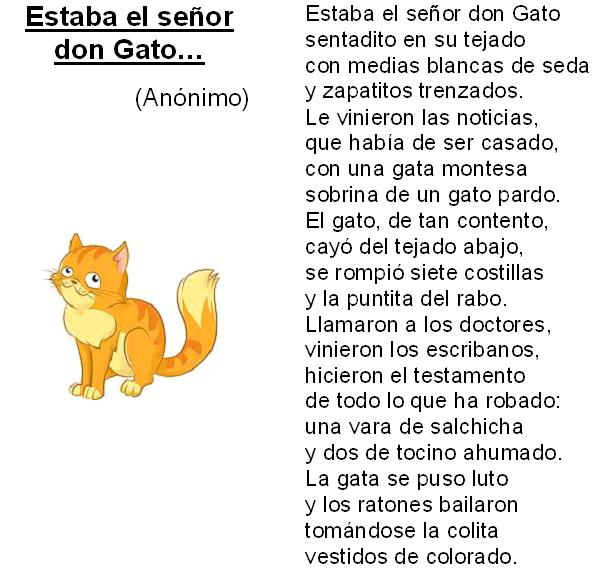 Estaba el señor
don Gato...
(Anónimo)
Estaba el señor don Gato
sentadito en su tejado
con medias blancas de seda
y zapatitos trenzados.
Le vinieron las noticias,
que había de ser casado,
con una gata montesa
sobrina de un gato pardo.
El gato, de tan contento,
cayó del tejado abajo,
se rompió siete costillas
y la puntita del rabo.
Llamaron a los doctores,
vinieron los escribanos,
hicieron el testamento
de todo lo que ha robado:
una vara de salchicha
y dos de tocino ahumado.
La gata se puso luto
y los ratones bailaron
tomándose la colita
vestidos de colorado.